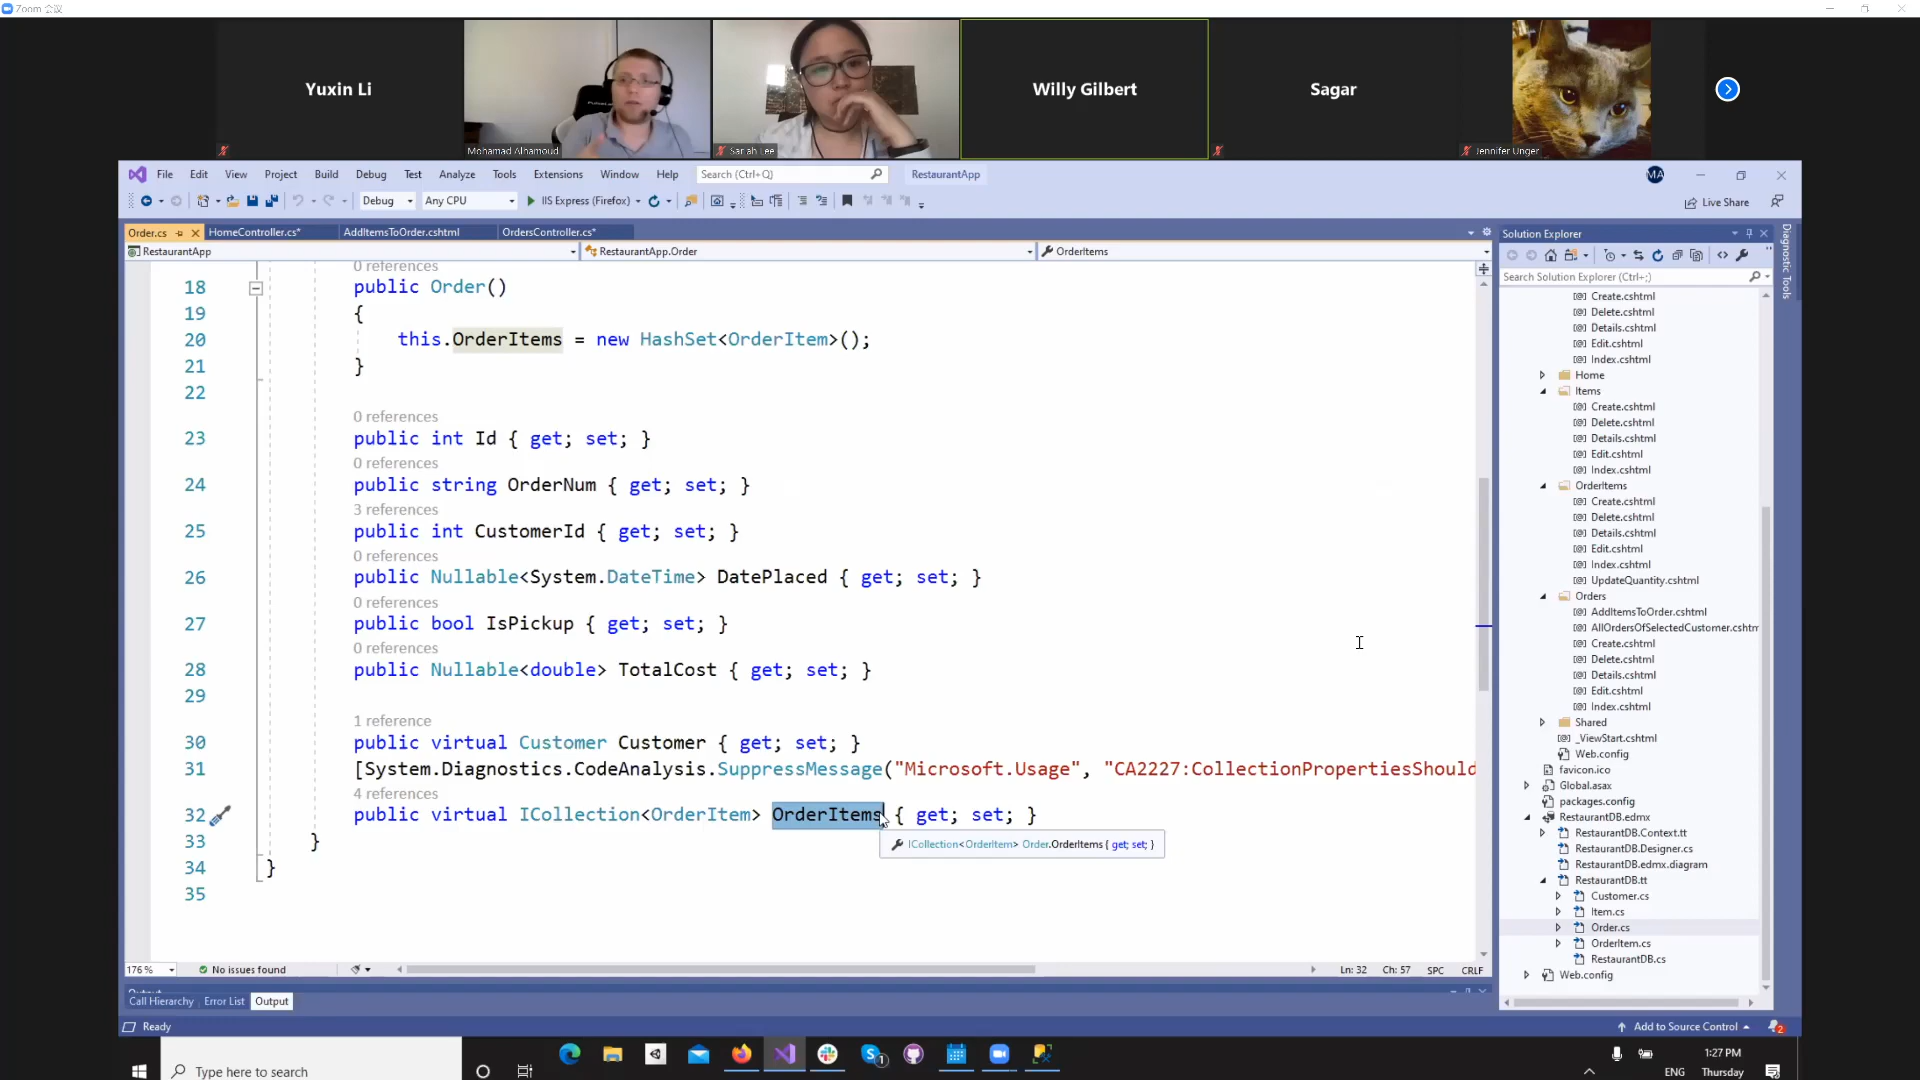 Zoom 会议
Yuxin Li
Mohamad Alhamoud
Sariah Lee
Willy Gilbert
Sagar
Jennifer Unger
File Edit View Project Build Debug Test Analyze Tools Extensions Window Help Search (Ctrl+Q) RestaurantApp MA
Debug Any CPU IIS Express (Firefox) Live Share
Order.cs HomeController.cs* AddItemsToOrder.cshtml OrdersController.cs*
RestaurantApp RestaurantApp.Order OrderItems
0 references
18 public Order()
19 {
20 this.OrderItems = new HashSet<OrderItem>();
21 }
22
0 references
23 public int Id { get; set; }
0 references
24 public string OrderNum { get; set; }
3 references
25 public int CustomerId { get; set; }
0 references
26 public Nullable<System.DateTime> DatePlaced { get; set; }
0 references
27 public bool IsPickup { get; set; }
0 references
28 public Nullable<double> TotalCost { get; set; }
29
1 reference
30 public virtual Customer Customer { get; set; }
31 [System.Diagnostics.CodeAnalysis.SuppressMessage("Microsoft.Usage", "CA2227:CollectionPropertiesShould
4 references
32 public virtual ICollection<OrderItem> OrderItems { get; set; }
ICollection<OrderItem> Order.OrderItems { get; set; }
33 }
34 }
35
176 % No issues found Ln: 32 Ch: 57 SPC CRLF
Call Hierarchy Error List Output
Ready Add to Source Control 2
Solution Explorer
Search Solution Explorer (Ctrl+;)
Create.cshtml
Delete.cshtml
Details.cshtml
Edit.cshtml
Index.cshtml
Home
Items
Create.cshtml
Delete.cshtml
Details.cshtml
Edit.cshtml
Index.cshtml
OrderItems
Create.cshtml
Delete.cshtml
Details.cshtml
Edit.cshtml
Index.cshtml
UpdateQuantity.cshtml
Orders
AddItemsToOrder.cshtml
AllOrdersOfSelectedCustomer.cshtm
Create.cshtml
Delete.cshtml
Details.cshtml
Edit.cshtml
Index.cshtml
Shared
_ViewStart.cshtml
Web.config
favicon.ico
Global.asax
packages.config
RestaurantDB.edmx
RestaurantDB.Context.tt
RestaurantDB.Designer.cs
RestaurantDB.edmx.diagram
RestaurantDB.tt
Customer.cs
Item.cs
Order.cs
OrderItem.cs
RestaurantDB.cs
Web.config
Diagnostic Tools
Type here to search
1
ENG
1:27 PM
Thursday